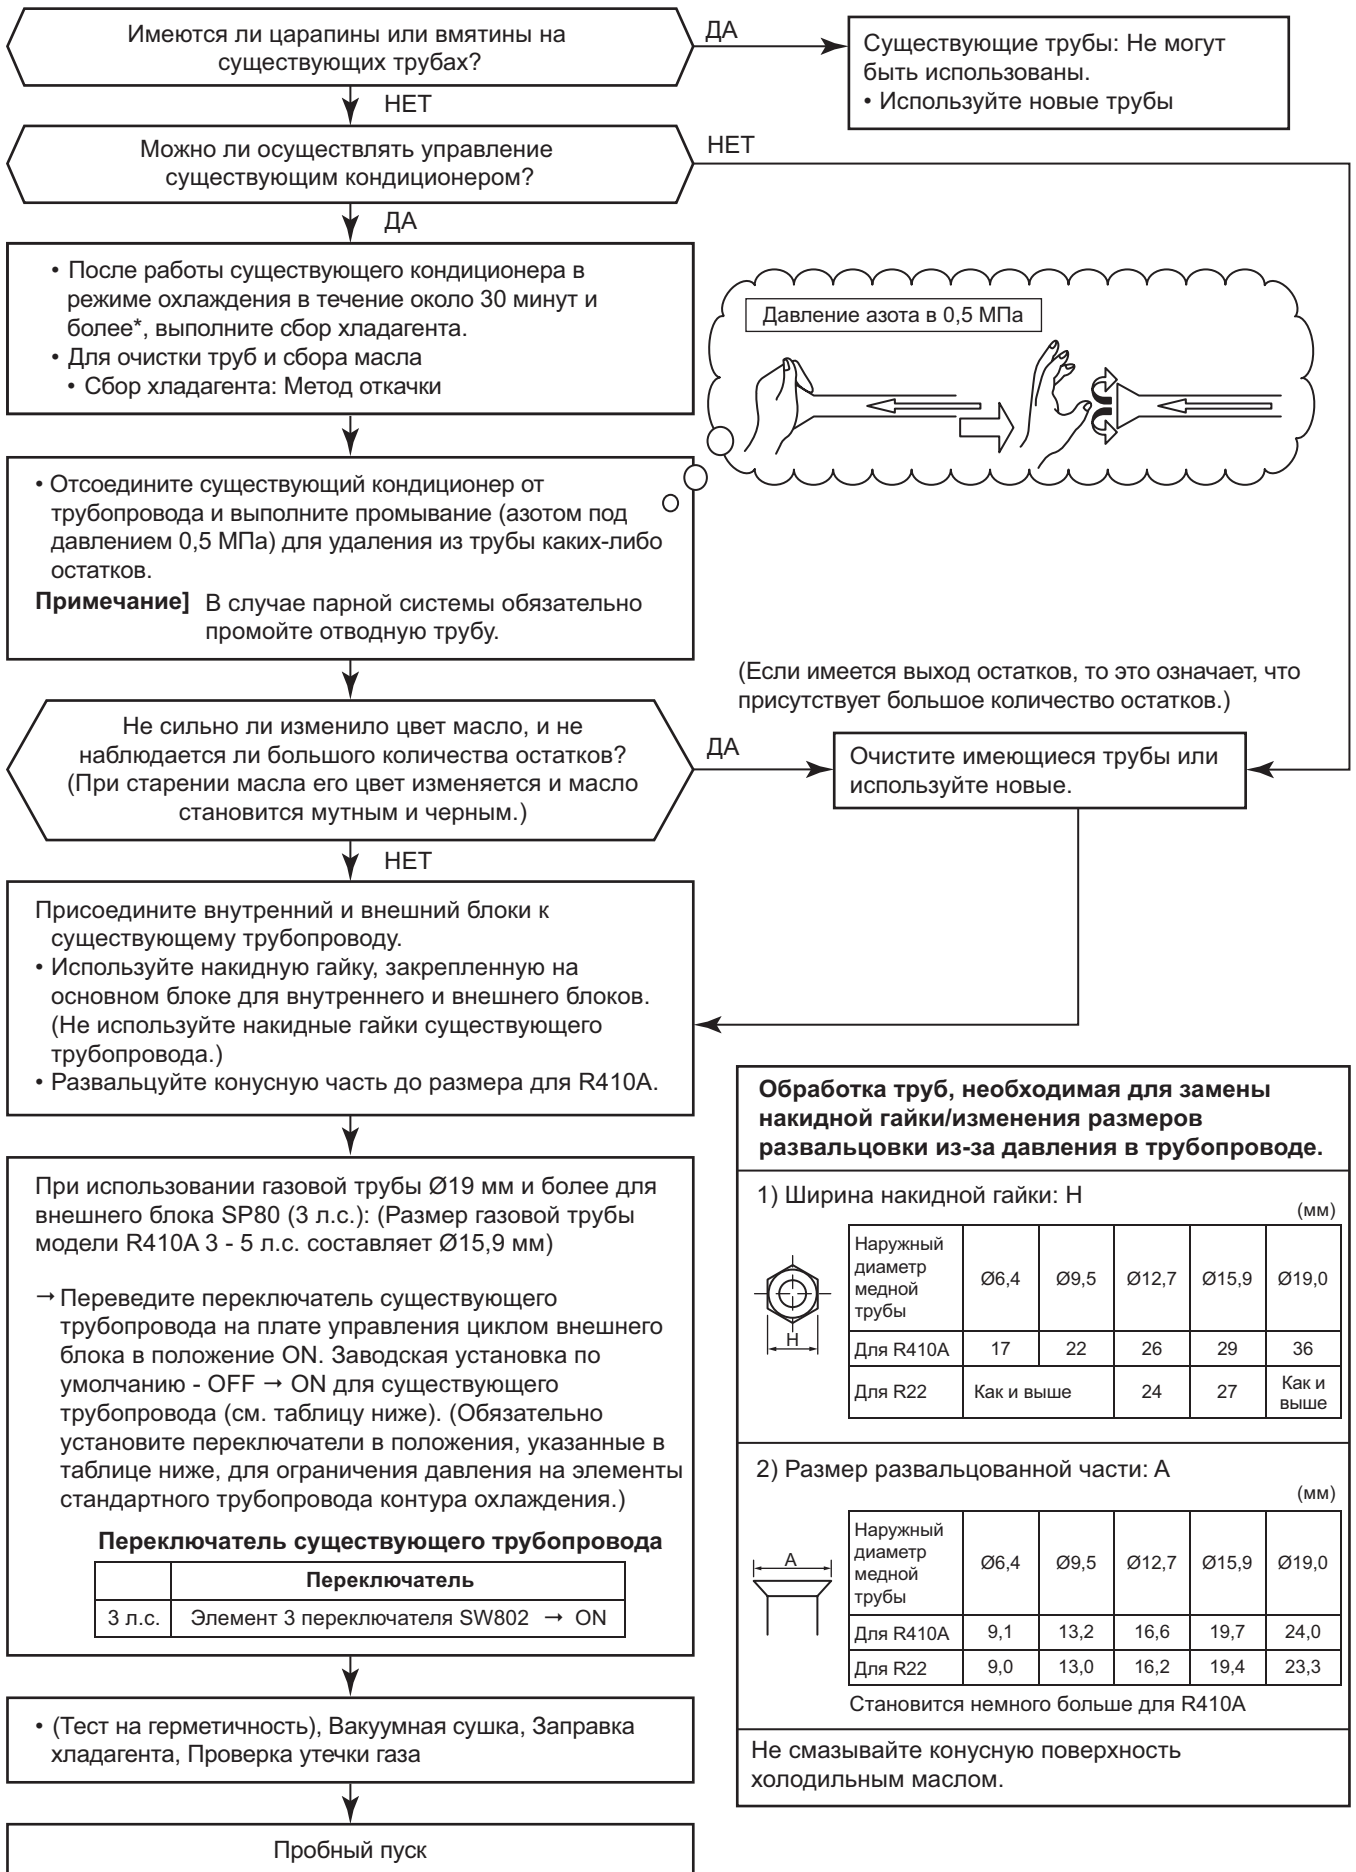 Имеются ли царапины или вмятины на
существующих трубах?
ДА
Существующие трубы: Не могут
быть использованы.
• Используйте новые трубы
НЕТ
Можно ли осуществлять управление
существующим кондиционером?
НЕТ
ДА
• После работы существующего кондиционера в
режиме охлаждения в течение около 30 минут и
более*, выполните сбор хладагента.
• Для очистки труб и сбора масла
• Сбор хладагента: Метод откачки
Давление азота в 0,5 МПа
• Отсоедините существующий кондиционер от
трубопровода и выполните промывание (азотом под
давлением 0,5 МПа) для удаления из трубы каких-либо
остатков.
Примечание] В случае парной системы обязательно
промойте отводную трубу.
(Если имеется выход остатков, то это означает, что
присутствует большое количество остатков.)
Не сильно ли изменило цвет масло, и не
наблюдается ли большого количества остатков?
(При старении масла его цвет изменяется и масло
становится мутным и черным.)
ДА
Очистите имеющиеся трубы или
используйте новые.
НЕТ
Присоедините внутренний и внешний блоки к
существующему трубопроводу.
• Используйте накидную гайку, закрепленную на
основном блоке для внутреннего и внешнего блоков.
(Не используйте накидные гайки существующего
трубопровода.)
• Развальцуйте конусную часть до размера для R410A.
При использовании газовой трубы Ø19 мм и более для
внешнего блока SP80 (3 л.с.): (Размер газовой трубы
модели R410A 3 - 5 л.с. составляет Ø15,9 мм)
→ Переведите переключатель существующего
трубопровода на плате управления циклом внешнего
блока в положение ON. Заводская установка по
умолчанию - OFF → ON для существующего
трубопровода (см. таблицу ниже). (Обязательно
установите переключатели в положения, указанные в
таблице ниже, для ограничения давления на элементы
стандартного трубопровода контура охлаждения.)
Переключатель существующего трубопровода
Переключатель
3 л.с. Элемент 3 переключателя SW802 → ON
• (Тест на герметичность), Вакуумная сушка, Заправка
хладагента, Проверка утечки газа
Пробный пуск
Обработка труб, необходимая для замены
накидной гайки/изменения размеров
развальцовки из-за давления в трубопроводе.
1) Ширина накидной гайки: H
(мм)
H
Наружный
диаметр
медной
трубы
Ø6,4 Ø9,5 Ø12,7 Ø15,9 Ø19,0
Для R410A 17 22 26 29 36
Для R22 Как и выше 24 27 Как и
выше
2) Размер развальцованной части: A
(мм)
A
Наружный
диаметр
медной
трубы
Ø6,4 Ø9,5 Ø12,7 Ø15,9 Ø19,0
Для R410A 9,1 13,2 16,6 19,7 24,0
Для R22 9,0 13,0 16,2 19,4 23,3
Становится немного больше для R410A
Не смазывайте конусную поверхность
холодильным маслом.